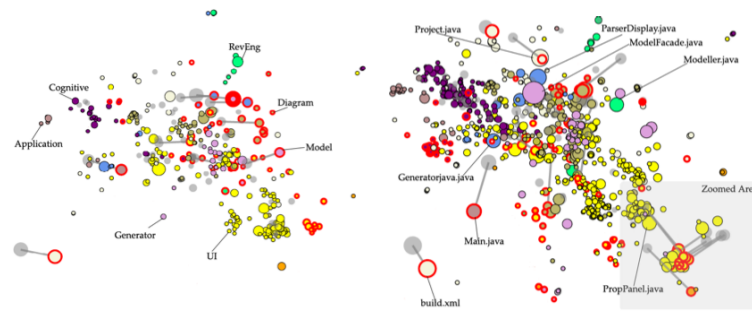 RevEng
Cognitive
Diagram
Application
Model
Generator
UI
Project.java
ParserDisplay.java
ModelFacade.java
Modeller.java
Generatorjava.java
Zoomed Are
Main.java
PropPanel.java
build.xml